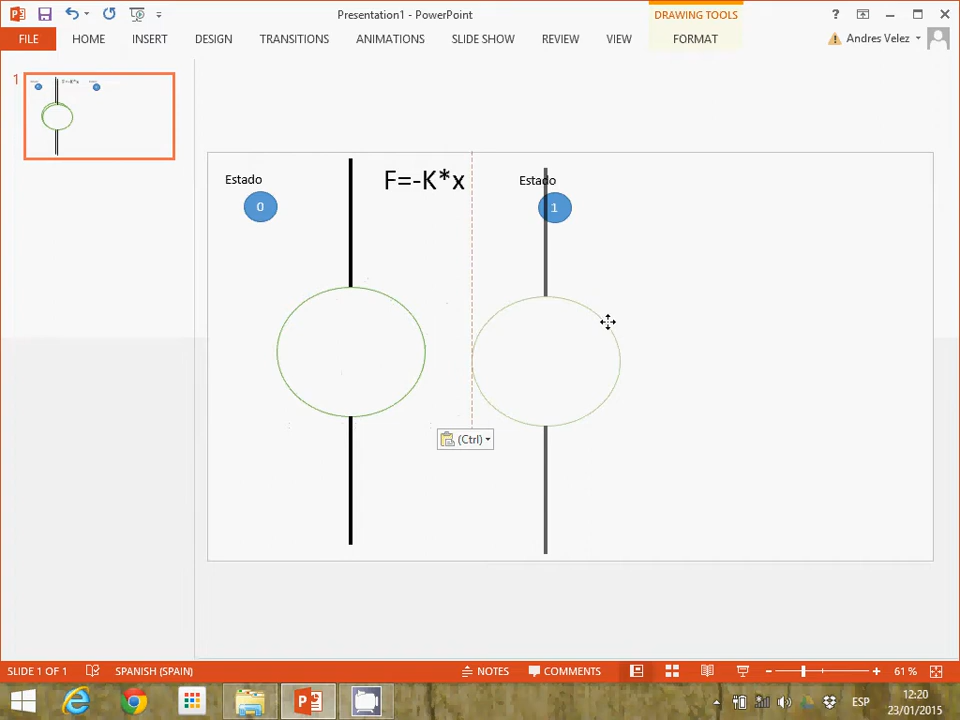 Presentation1 - PowerPoint
DRAWING TOOLS
?
FILE HOME INSERT DESIGN TRANSITIONS ANIMATIONS SLIDE SHOW REVIEW VIEW FORMAT Andres Velez
1
Estado
0
F=-K*x
Estado
1
(Ctrl)
SLIDE 1 OF 1 SPANISH (SPAIN) NOTES COMMENTS 61 %
ESP
12:20
23/01/2015